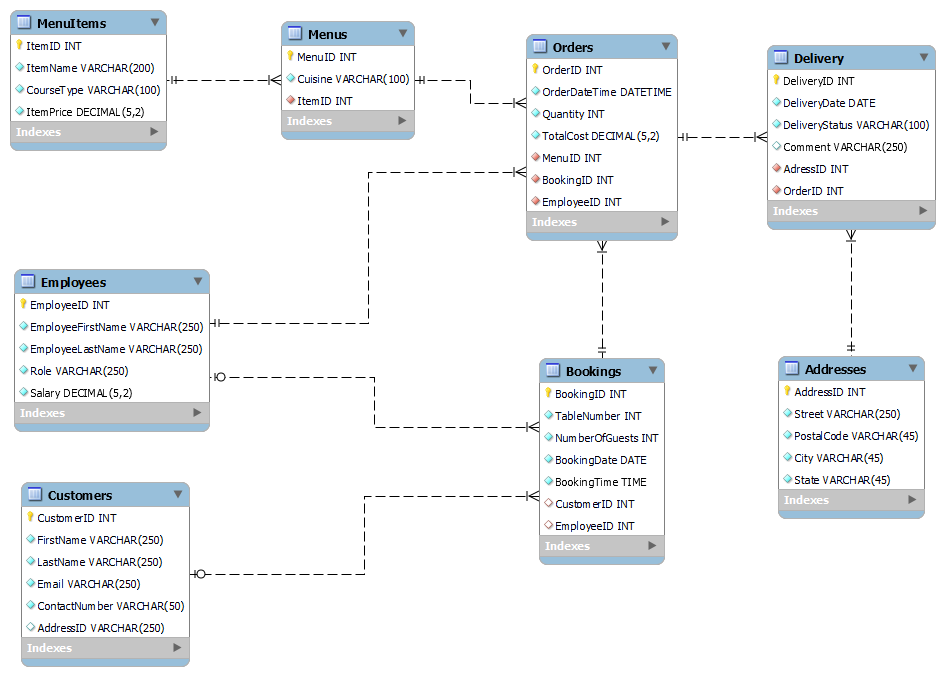 MenuItems
ItemID INT
ItemName VARCHAR(200)
CourseType VARCHAR(100)
ItemPrice DECIMAL(5,2)
Indexes
Menus
MenuID INT
Cuisine VARCHAR(100)
ItemID INT
Indexes
Orders
OrderID INT
OrderDateTime DATETIME
Quantity INT
TotalCost DECIMAL(5,2)
MenuID INT
BookingID INT
EmployeeID INT
Indexes
Delivery
DeliveryID INT
DeliveryDate DATE
DeliveryStatus VARCHAR(100)
Comment VARCHAR(250)
AdressID INT
OrderID INT
Indexes
Employees
EmployeeID INT
EmployeeFirstName VARCHAR(250)
EmployeeLastName VARCHAR(250)
Role VARCHAR(250)
Salary DECIMAL(5,2)
Indexes
Bookings
BookingID INT
TableNumber INT
NumberOfGuests INT
BookingDate DATE
BookingTime TIME
CustomerID INT
EmployeeID INT
Indexes
Addresses
AddressID INT
Street VARCHAR(250)
PostalCode VARCHAR(45)
City VARCHAR(45)
State VARCHAR(45)
Indexes
Customers
CustomerID INT
FirstName VARCHAR(250)
LastName VARCHAR(250)
Email VARCHAR(250)
ContactNumber VARCHAR(50)
AddressID VARCHAR(250)
Indexes